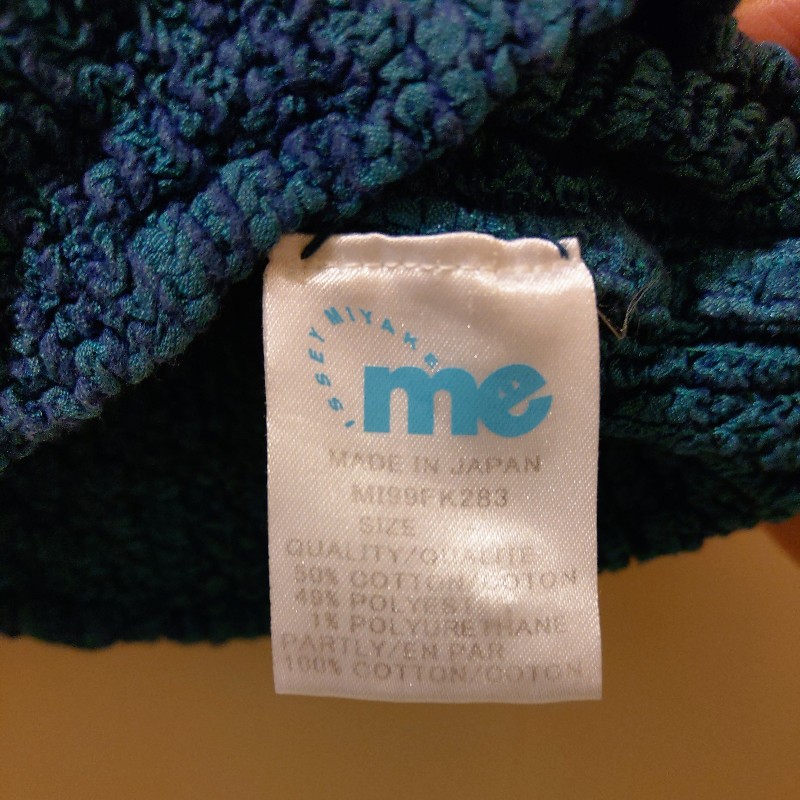 ISSEY MIYAKE
me
MADE IN JAPAN
MI99FK283
SIZE
QUALITY/QUALITE
50% COTTON/COTON
49% POLYESTER
1% POLYURETHANE
PARTLY/EN PAR
100% COTTON/COTON